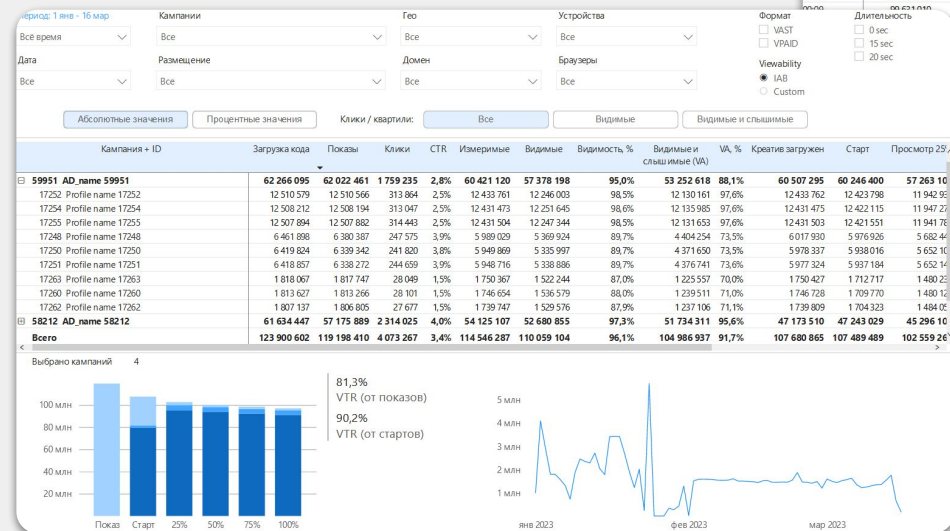 00:09 99 631 010
период: 1 янв - 16 мар Кампании Гео Устройства Формат Длительность
Всё время Все Все Все VAST 0 sec
VPAID 15 sec
Дата Размещение Домен Браузеры Viewability 20 sec
Все Все Все Все IAB
Custom
Абсолютные значения Процентные значения Клики / квартили: Все Видимые Видимые и слышимые
Кампания + ID Загрузка кода Показы Клики CTR Измеримые Видимые Видимость, % Видимые и VA, % Креатив загружен Старт Просмотр 25%
слышимые (VA)
59951 AD_name 59951 62 266 095 62 022 461 1 759 235 2,8% 60 421 120 57 378 198 95,0% 53 252 618 88,1% 60 507 295 60 246 400 57 263 10
17252 Profile name 17252 12 510 579 12 510 566 313 864 2,5% 12 433 761 12 246 003 98,5% 12 130 161 97,6% 12 433 762 12 423 798 11 942 93
17254 Profile name 17254 12 508 212 12 508 194 313 047 2,5% 12 431 473 12 251 645 98,6% 12 135 985 97,6% 12 431 475 12 422 115 11 947 27
17255 Profile name 17255 12 507 894 12 507 882 314 443 2,5% 12 431 504 12 247 344 98,5% 12 131 653 97,6% 12 431 503 12 421 551 11 941 78
17248 Profile name 17248 6 461 898 6 380 387 247 575 3,9% 5 989 029 5 369 924 89,7% 4 404 254 73,5% 6 017 930 5 976 926 5 682 44
17250 Profile name 17250 6 419 824 6 339 342 241 820 3,8% 5 949 869 5 335 997 89,7% 4 371 650 73,5% 5 978 317 5 938 016 5 652 10
17251 Profile name 17251 6 418 857 6 338 272 244 659 3,9% 5 948 716 5 338 886 89,7% 4 376 741 73,6% 5 977 324 5 937 184 5 652 14
17263 Profile name 17263 1 818 067 1 817 747 28 049 1,5% 1 750 367 1 522 244 87,0% 1 225 557 70,0% 1 750 427 1 712 717 1 480 23
17260 Profile name 17260 1 813 627 1 813 266 28 101 1,5% 1 746 654 1 536 579 88,0% 1 239 511 71,0% 1 746 728 1 709 770 1 480 12
17262 Profile name 17262 1 807 137 1 806 805 27 677 1,5% 1 739 747 1 529 576 87,9% 1 237 106 71,1% 1 739 809 1 704 323 1 484 05
58212 AD_name 58212 61 634 447 57 175 889 2 314 025 4,0% 54 125 107 52 680 855 97,3% 51 734 311 95,6% 47 173 510 47 243 029 45 296 10
Всего 123 900 602 119 198 410 4 073 267 3,4% 114 546 287 110 059 104 96,1% 104 986 937 91,7% 107 680 865 107 489 489 102 559 26
Выбрано кампаний 4
81,3%
VTR (от показов)
90,2%
VTR (от стартов)
100 млн
80 млн
60 млн
40 млн
20 млн
Показ Старт 25% 50% 75% 100%
5 млн
4 млн
3 млн
2 млн
1 млн
янв 2023 фев 2023 мар 2023